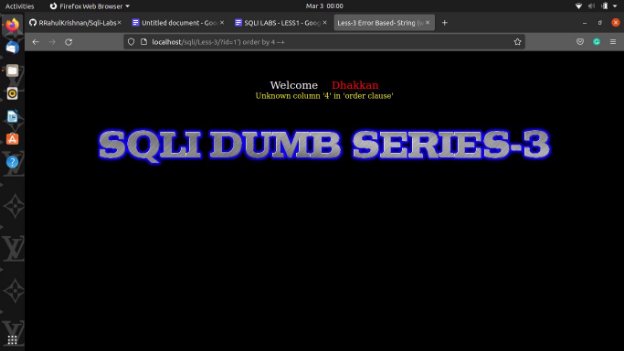 Activities
Firefox Web Browser
Mar 3 00:00
RRahulKrishnan/Sqli-Labs
Untitled document - Goo
SQLI LABS - LESS1 - Goog
Less-3 Error Based- String (w
localhost/sqli/Less-3/?id=1') order by 4 --+
Welcome Dhakkan
Unknown column '4' in 'order clause'
SQLI DUMB SERIES-3